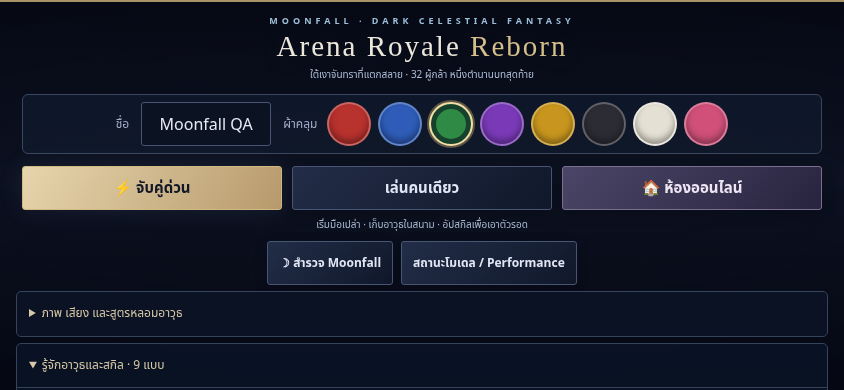 MOONFALL · DARK CELESTIAL FANTASY
Arena Royale Reborn
ใต้เงาจันทราที่แตกสลาย · 32 ผู้กล้า หนึ่งตำนานบทสุดท้าย
ชื่อ Moonfall QA ผ้าคลุม
⚡ จับคู่ด่วน เล่นคนเดียว 🏠 ห้องออนไลน์
เริ่มมือเปล่า · เก็บอาวุธในสนาม · อัปสกิลเพื่อเอาตัวรอด
☽ สำรวจ Moonfall สถานะโมเดล / Performance
▶ ภาพ เสียง และสูตรหลอมอาวุธ
▼ รู้จักอาวุธและสกิล · 9 แบบ